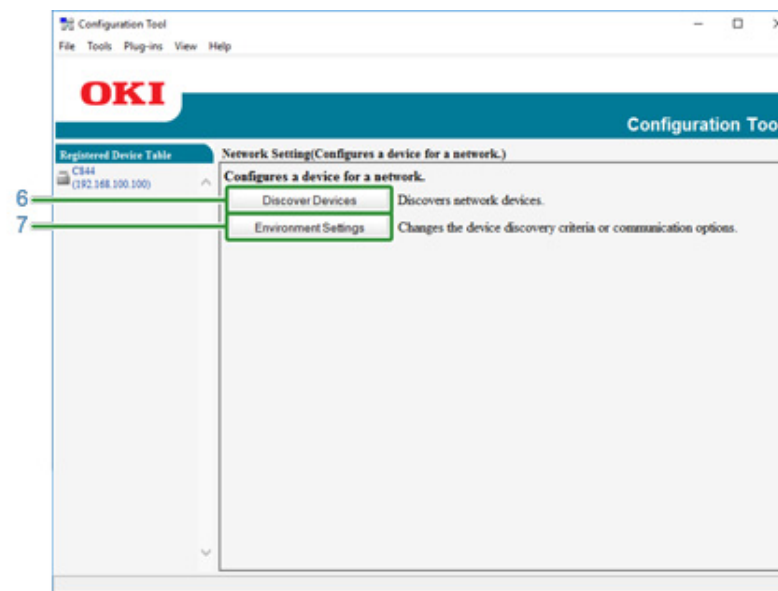 Configuration Tool
File Tools Plug-ins View Help
OKI
Configuration Too
Registered Device Table
C844
(192.168.100.100)
Network Setting(Configures a device for a network.)
Configures a device for a network.
6
Discover Devices Discovers network devices.
7
Environment Settings Changes the device discovery criteria or communication options.